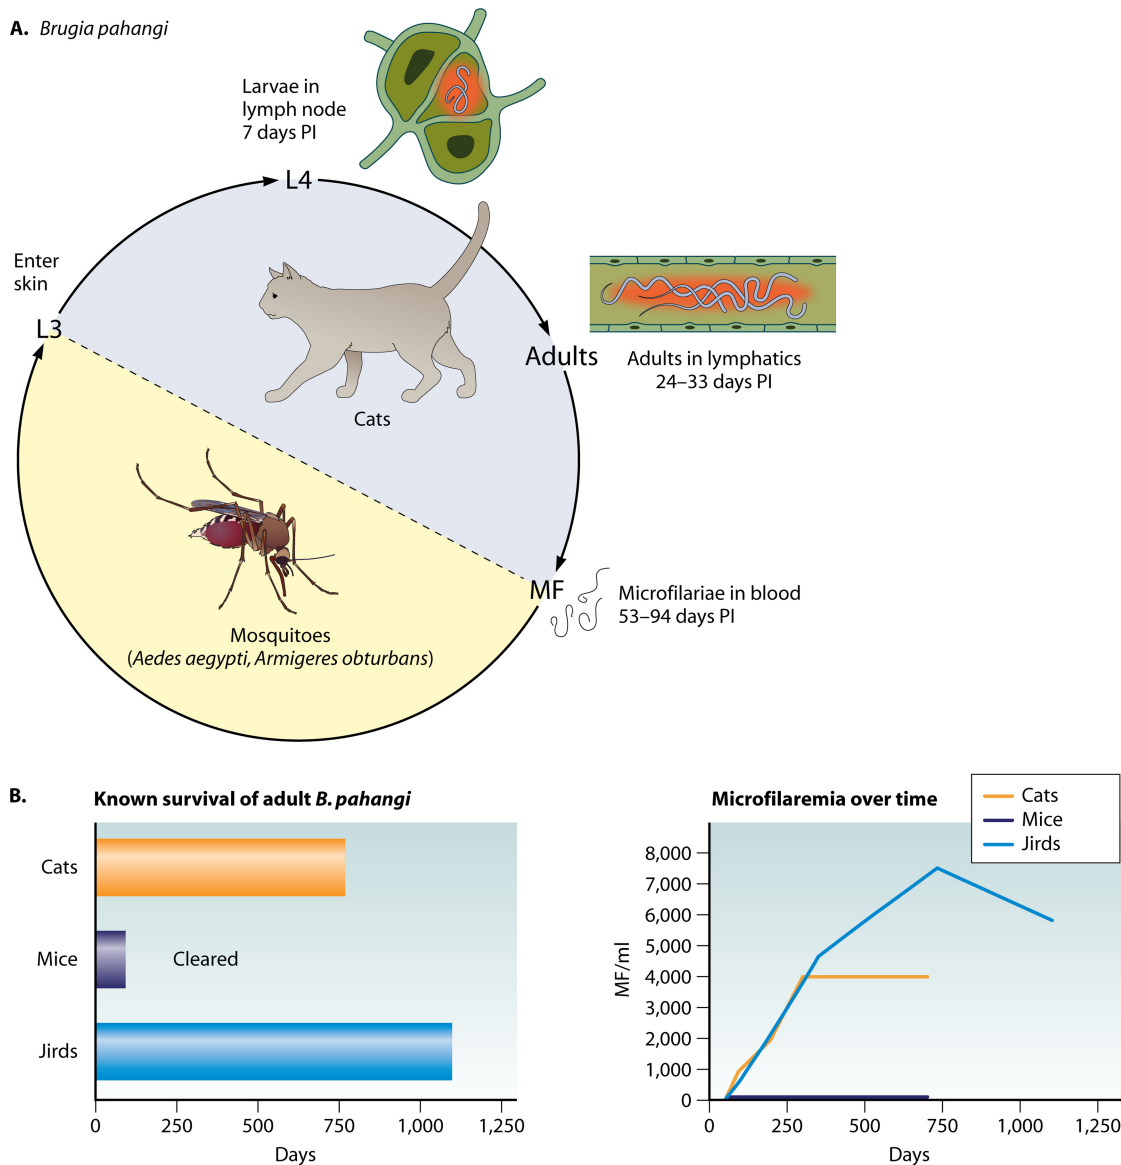 A. Brugia pahangi
Larvae in
lymph node
7 days PI
L4
Enter
skin
L3
Cats
Adults
Adults in lymphatics
24–33 days PI
MF
Microfilariae in blood
53–94 days PI
Mosquitoes
(Aedes aegypti, Armigeres obturbans)
B.
Known survival of adult B. pahangi
Cats
Mice
Cleared
Jirds
0 250 500 750 1,000 1,250
Days
Microfilaremia over time
Cats
Mice
Jirds
MF/ml
8,000
7,000
6,000
5,000
4,000
3,000
2,000
1,000
0
0 250 500 750 1,000 1,250
Days